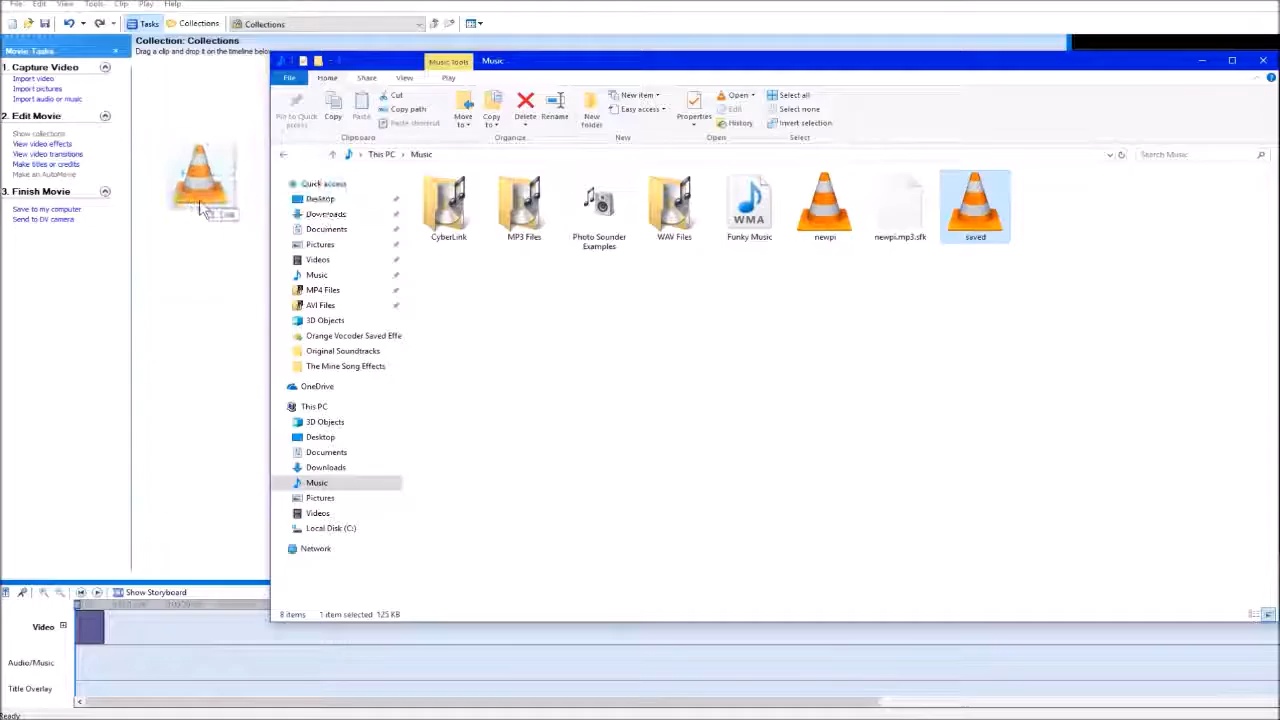 File Edit View Tools Clip Play Help
Tasks Collections Collections
Movie Tasks
Collection: Collections
Drag a clip and drop it on the timeline below
1. Capture Video
Import video
Import pictures
Import audio or music
2. Edit Movie
Show collections
View video effects
View video transitions
Make titles or credits
Make an AutoMovie
3. Finish Movie
Save to my computer
Send to DV camera
Music Tools Music
File Home Share View Play
Pin to Quick access
Copy
Paste
Cut
Copy path
Paste shortcut
Clipboard
Move to
Copy to
Delete
Rename
Organize
New folder
New item
Easy access
New
Properties
Open
Edit
History
Open
Select all
Select none
Invert selection
Select
This PC > Music
Search Music
Quick access
Desktop
Downloads
Documents
Pictures
Videos
Music
MP4 Files
AVI Files
3D Objects
Orange Vocoder Saved Effe
Original Soundtracks
The Mine Song Effects
OneDrive
This PC
3D Objects
Desktop
Documents
Downloads
Music
Pictures
Videos
Local Disk (C:)
Network
CyberLink
MP3 Files
Photo Sounder Examples
WAV Files
WMA
Funky Music
newpi
newpi.mp3.sfk
saved
8 items 1 item selected 125 KB
Show Storyboard
Video
Audio/Music
Title Overlay
Ready